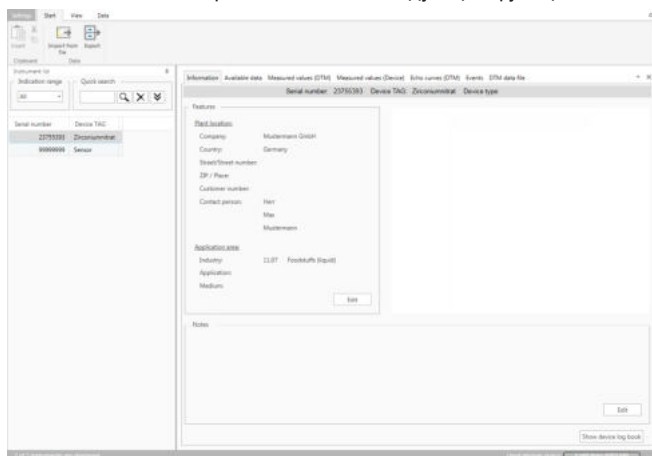 Settings Start View Data
Import from file
Export
Clipboard
Data
Instrument list
Indication range
Quick search
All
Serial number Device TAG
23755393 Zirconiumnitrat
99999999 Sensor
Information Available data Measured values (DTM) Measured values (Device) Echo curves (DTM) Events DTM data file
Serial number: 23755393 Device TAG: Zirconiumnitrat Device type:
Features
Plant location:
Company: Mustermann GmbH
Country: Germany
Street/Street number:
ZIP / Place:
Customer number:
Contact person: Herr
Max
Mustermann
Application area:
Industry: 11.07 Foodstuffs (liquid)
Application:
Medium:
Edit
Notes
Edit
Show device log book